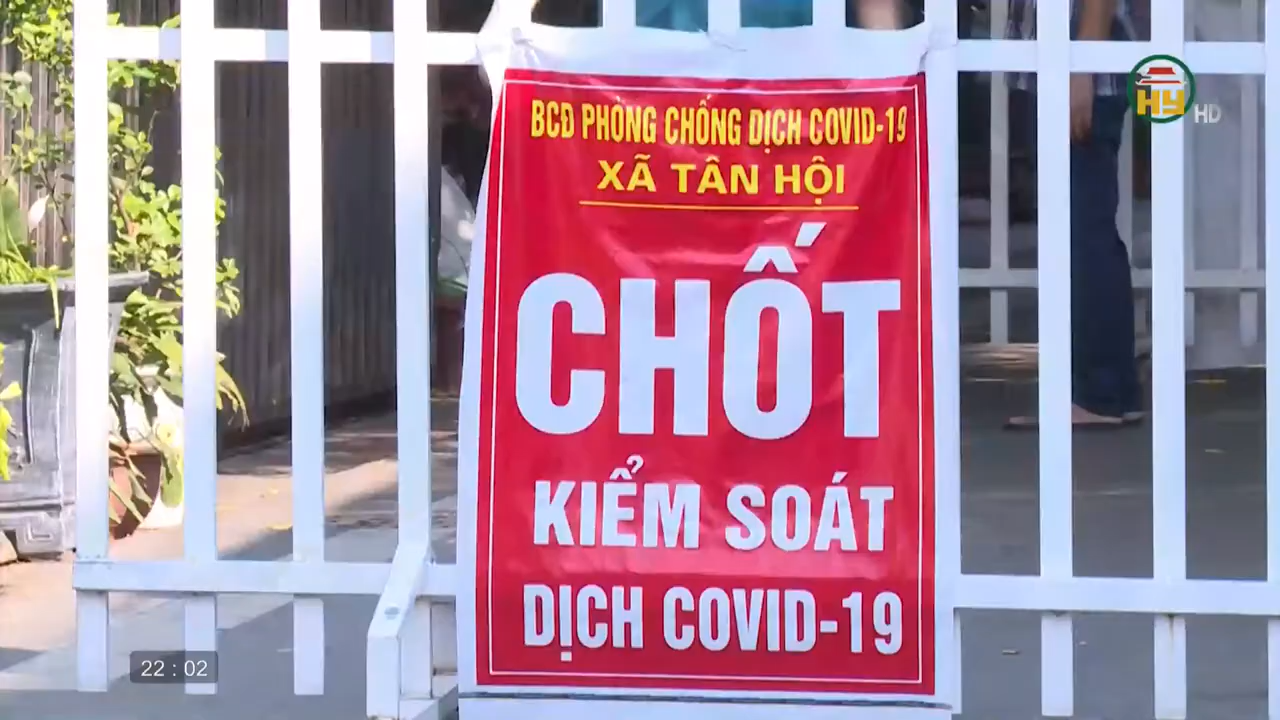 BCĐ PHÒNG CHỐNG DỊCH COVID-19
XÃ TÂN HỘI
CHỐT
KIỂM SOÁT
DỊCH COVID-19
HY HD
22 : 02